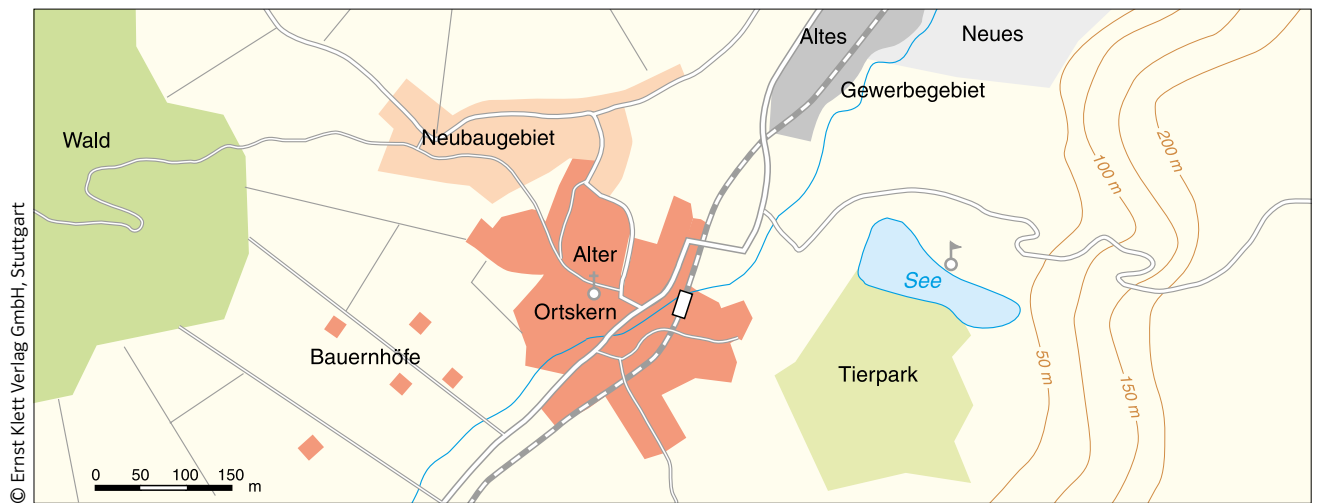 Altes
Neues
Gewerbegebiet
Wald
Neubaugebiet
200 m
100 m
Alter
See
Ortskern
Bauernhöfe
Tierpark
50 m
150 m
0 50 100 150
m
© Ernst Klett Verlag GmbH, Stuttgart